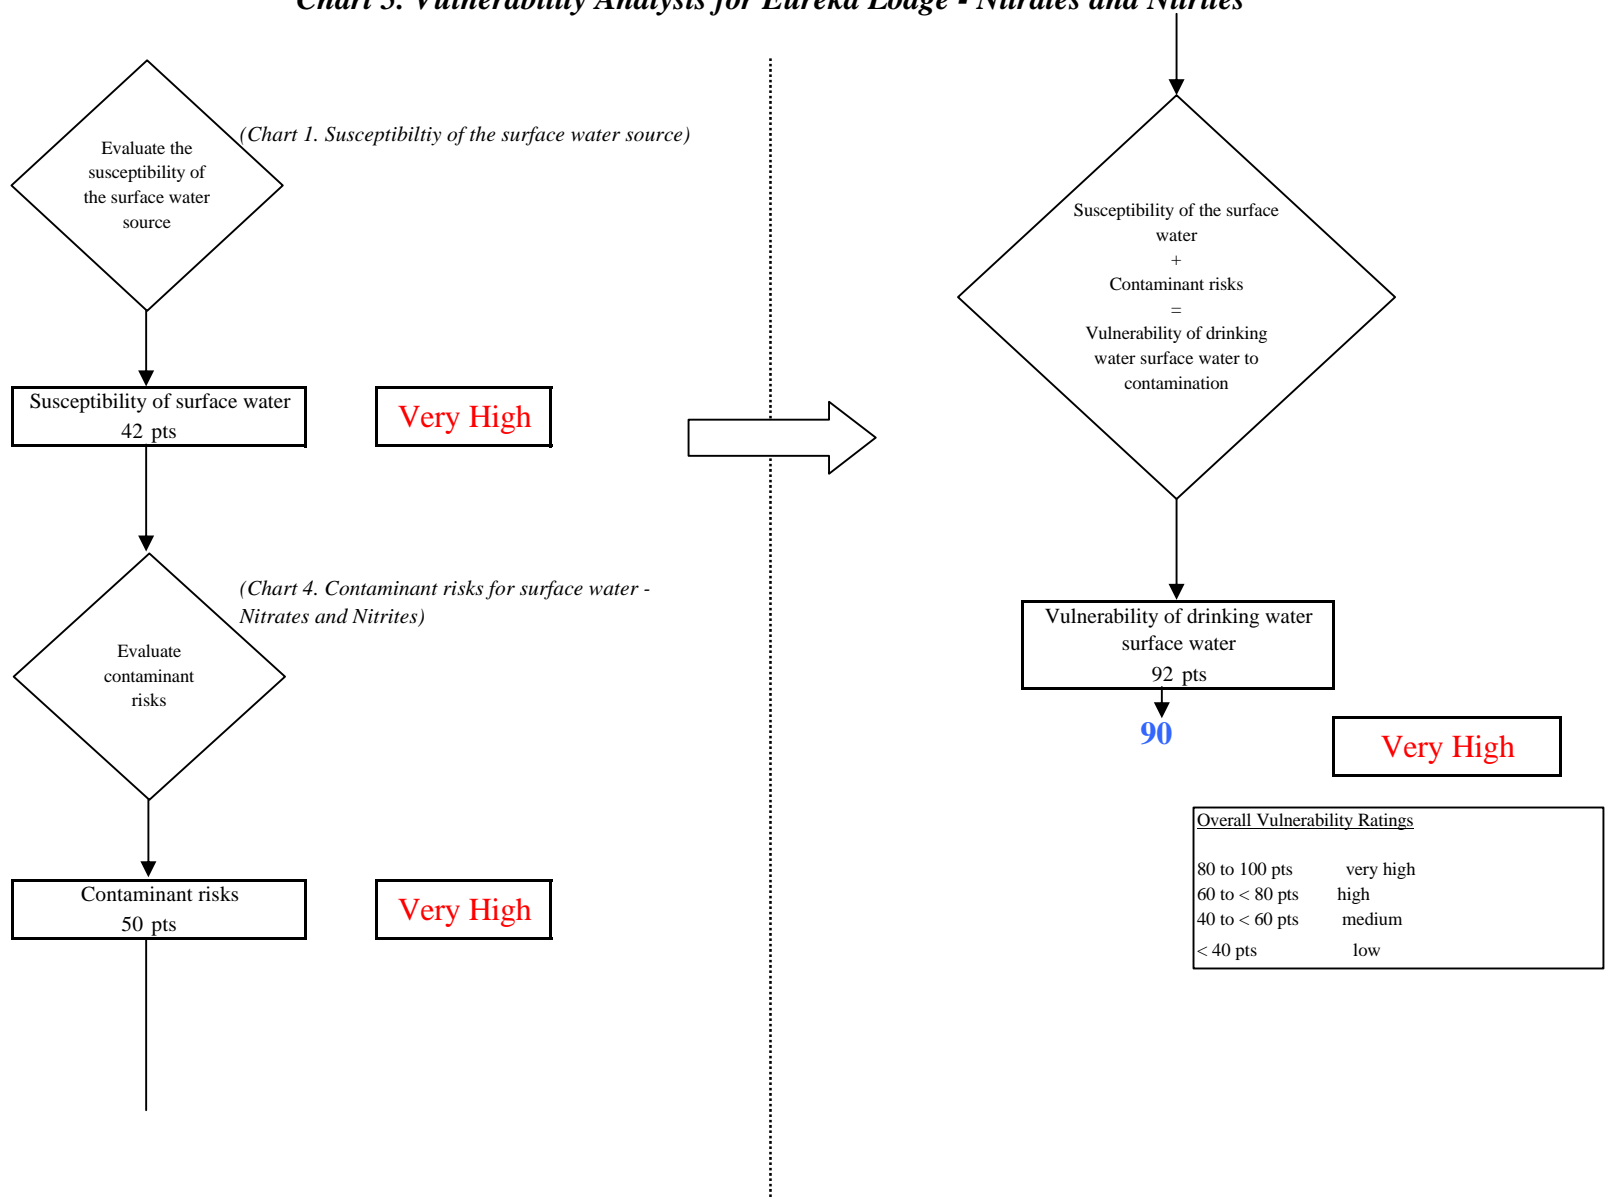 Chart 5. Vulnerability Analysis for Eureka Lodge - Nitrates and Nitrites
Evaluate the
susceptibility of
the surface water
source
(Chart 1. Susceptibiltiy of the surface water source)
Susceptibility of surface water
42 pts
Very High
Evaluate
contaminant
risks
(Chart 4. Contaminant risks for surface water -
Nitrates and Nitrites)
Contaminant risks
50 pts
Very High
Susceptibility of the surface
water
+
Contaminant risks
=
Vulnerability of drinking
water surface water to
contamination
Vulnerability of drinking water
surface water
92 pts
90
Very High
Overall Vulnerability Ratings
80 to 100 pts very high
60 to < 80 pts high
40 to < 60 pts medium
< 40 pts low